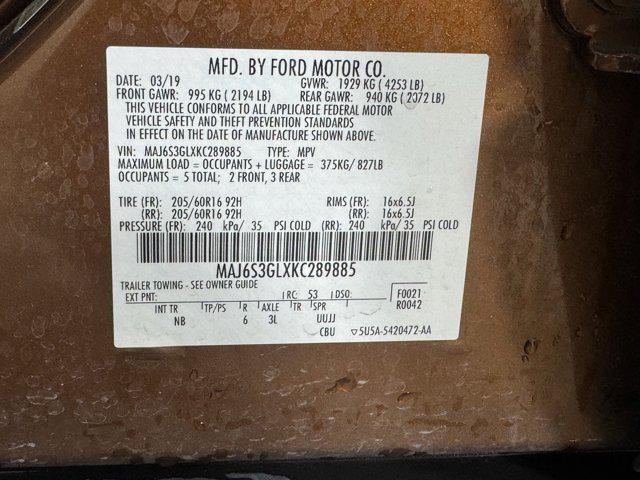 MFD. BY FORD MOTOR CO.
DATE: 03/19 GVWR: 1929 KG ( 4253 LB)
FRONT GAWR: 995 KG ( 2194 LB) REAR GAWR: 940 KG ( 2072 LB)
THIS VEHICLE CONFORMS TO ALL APPLICABLE FEDERAL MOTOR
VEHICLE SAFETY AND THEFT PREVENTION STANDARDS
IN EFFECT ON THE DATE OF MANUFACTURE SHOWN ABOVE.
VIN: MAJ6S3GLXKC289885 TYPE: MPV
MAXIMUM LOAD = OCCUPANTS + LUGGAGE = 375KG/ 827LB
OCCUPANTS = 5 TOTAL; 2 FRONT, 3 REAR
TIRE (FR): 205/60R16 92H RIMS (FR): 16x6.5J
(RR): 205/60R16 92H (RR): 16x6.5J
PRESSURE (FR): 240 kPa/ 35 PSI COLD (RR): 240 kPa/ 35 PSI COLD
MAJ6S3GLXKC289885
TRAILER TOWING - SEE OWNER GUIDE
EXT PNT: RC: 53 DSO: F0021
R0042
INT TR TP/PS R AXLE TR SPR
NB 6 3L UUJJ
CBU ▽5U5A-5420472-AA